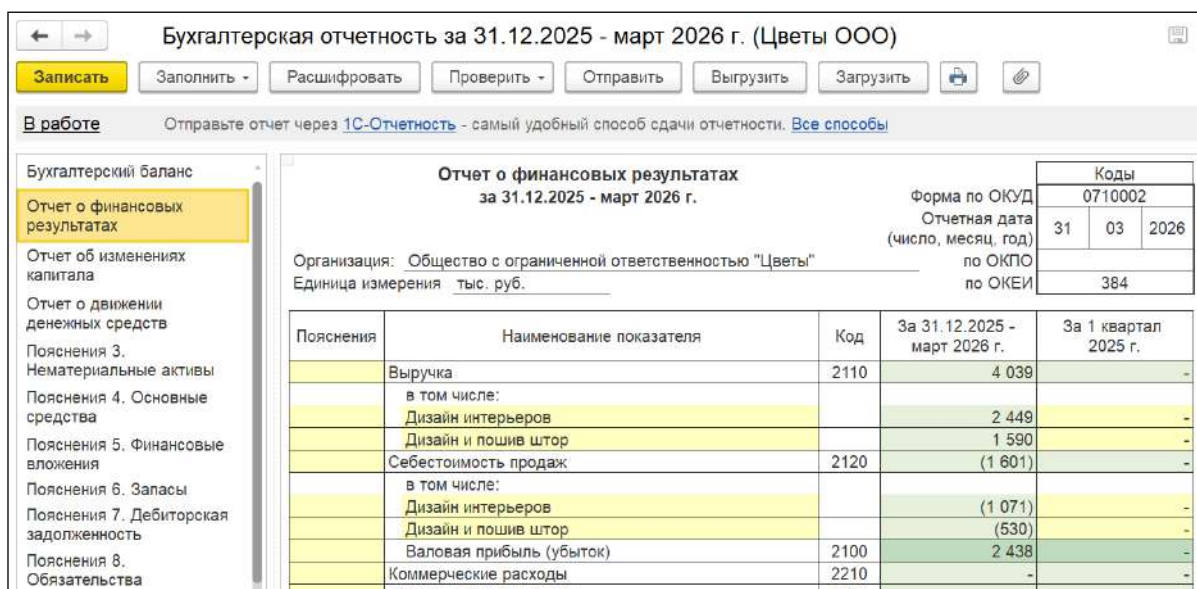 Бухгалтерская отчетность за 31.12.2025 - март 2026 г. (Цветы ООО)
Записать Заполнить Расшифровать Проверить Отправить Выгрузить Загрузить
В работе Отправьте отчет через 1С-Отчетность - самый удобный способ сдачи отчетности. Все способы
Бухгалтерский баланс
Отчет о финансовых
результатах
Отчет об изменениях
капитала
Отчет о движении
денежных средств
Пояснения 3.
Нематериальные активы
Пояснения 4. Основные
средства
Пояснения 5. Финансовые
вложения
Пояснения 6. Запасы
Пояснения 7. Дебиторская
задолженность
Пояснения 8.
Обязательства
Отчет о финансовых результатах
за 31.12.2025 - март 2026 г.
Коды
Форма по ОКУД 0710002
Отчетная дата
(число, месяц, год) 31 03 2026
Организация: Общество с ограниченной ответственностью "Цветы" по ОКПО
Единица измерения тыс. руб. по ОКЕИ 384
Пояснения Наименование показателя Код За 31.12.2025 - март 2026 г. За 1 квартал 2025 г.
Выручка 2110 4 039 -
в том числе:
Дизайн интерьеров 2 449 -
Дизайн и пошив штор 1 590 -
Себестоимость продаж 2120 (1 601) -
в том числе:
Дизайн интерьеров (1 071) -
Дизайн и пошив штор (530) -
Валовая прибыль (убыток) 2100 2 438 -
Коммерческие расходы 2210 - -